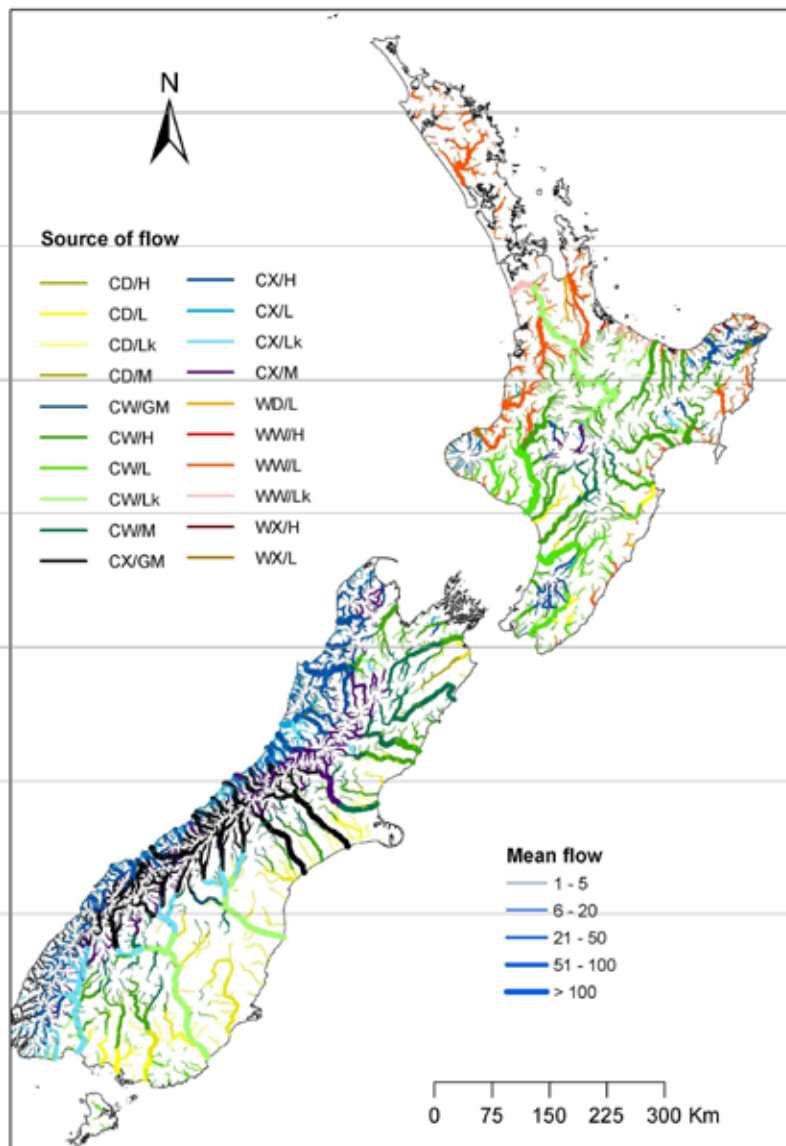 N
Source of flow
CD/H
CD/L
CD/Lk
CD/M
CW/GM
CW/H
CW/L
CW/Lk
CW/M
CX/GM
CX/H
CX/L
CX/Lk
CX/M
WD/L
WW/H
WW/L
WW/Lk
WX/H
WX/L
Mean flow
1 - 5
6 - 20
21 - 50
51 - 100
> 100
0 75 150 225 300 Km